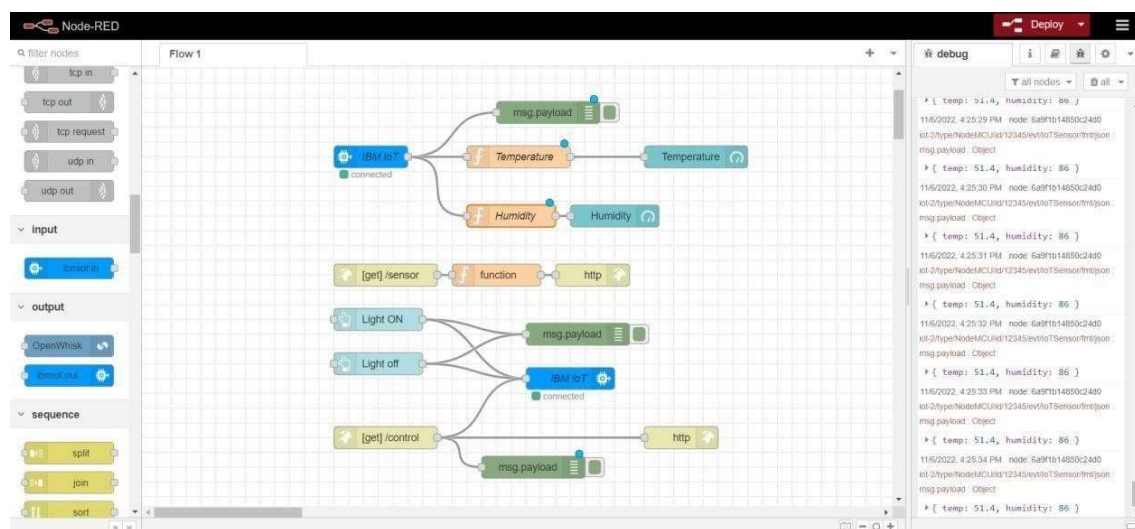 Node-RED
Deploy
filter nodes
Flow 1
debug
i
all nodes
all
tcp in
tcp out
tcp request
udp in
udp out
input
ibmiot in
output
OpenWhisk
ibmiot out
sequence
split
join
sort
msg.payload
IBM IoT
connected
f Temperature
Temperature
f Humidity
Humidity
[get] /sensor
f function
http
Light ON
msg.payload
Light off
IBM IoT
connected
[get] /control
http
msg.payload
{ temp: 51.4, humidity: 86 }
11/6/2022, 4:25:29 PM node: 6a9f1b14850c24d0
iot-2/type/NodeMCU/id/12345/evt/IoTSensor/fmt/json :
msg.payload : Object
{ temp: 51.4, humidity: 86 }
11/6/2022, 4:25:30 PM node: 6a9f1b14850c24d0
iot-2/type/NodeMCU/id/12345/evt/IoTSensor/fmt/json :
msg.payload : Object
{ temp: 51.4, humidity: 86 }
11/6/2022, 4:25:31 PM node: 6a9f1b14850c24d0
iot-2/type/NodeMCU/id/12345/evt/IoTSensor/fmt/json :
msg.payload : Object
{ temp: 51.4, humidity: 86 }
11/6/2022, 4:25:32 PM node: 6a9f1b14850c24d0
iot-2/type/NodeMCU/id/12345/evt/IoTSensor/fmt/json :
msg.payload : Object
{ temp: 51.4, humidity: 86 }
11/6/2022, 4:25:33 PM node: 6a9f1b14850c24d0
iot-2/type/NodeMCU/id/12345/evt/IoTSensor/fmt/json :
msg.payload : Object
{ temp: 51.4, humidity: 86 }
11/6/2022, 4:25:34 PM node: 6a9f1b14850c24d0
iot-2/type/NodeMCU/id/12345/evt/IoTSensor/fmt/json :
msg.payload : Object
{ temp: 51.4, humidity: 86 }